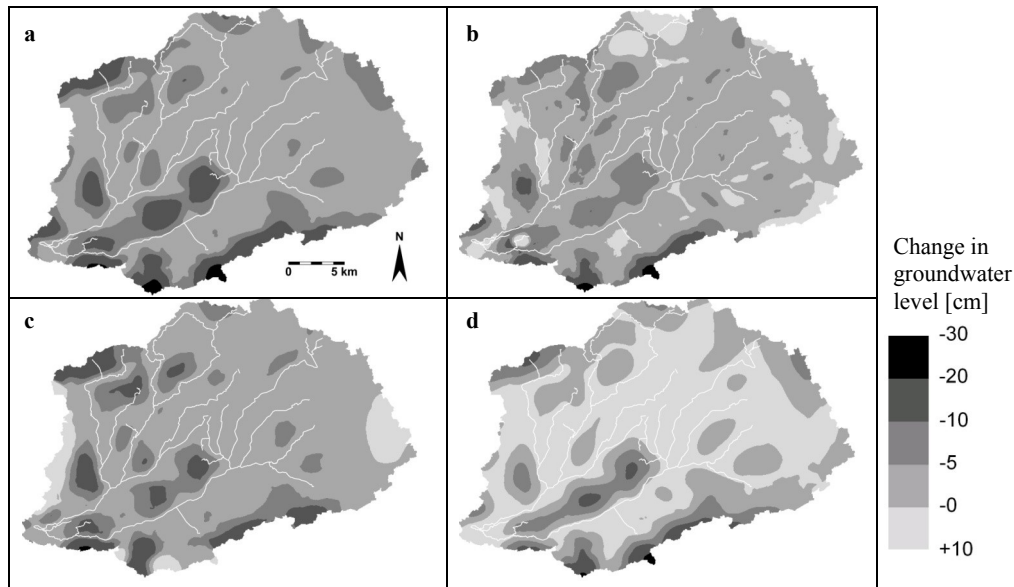 a
b
N
0 5 km
c
d
Change in
groundwater
level [cm]
-30
-20
-10
-5
-0
+10